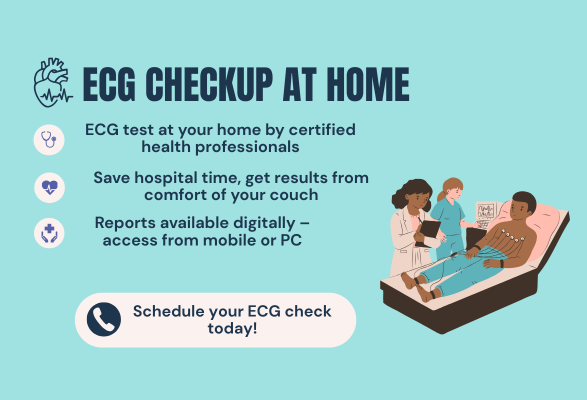 ECG CHECKUP AT HOME
ECG test at your home by certified
health professionals
Save hospital time, get results from
comfort of your couch
Reports available digitally –
access from mobile or PC
Schedule your ECG check
today!